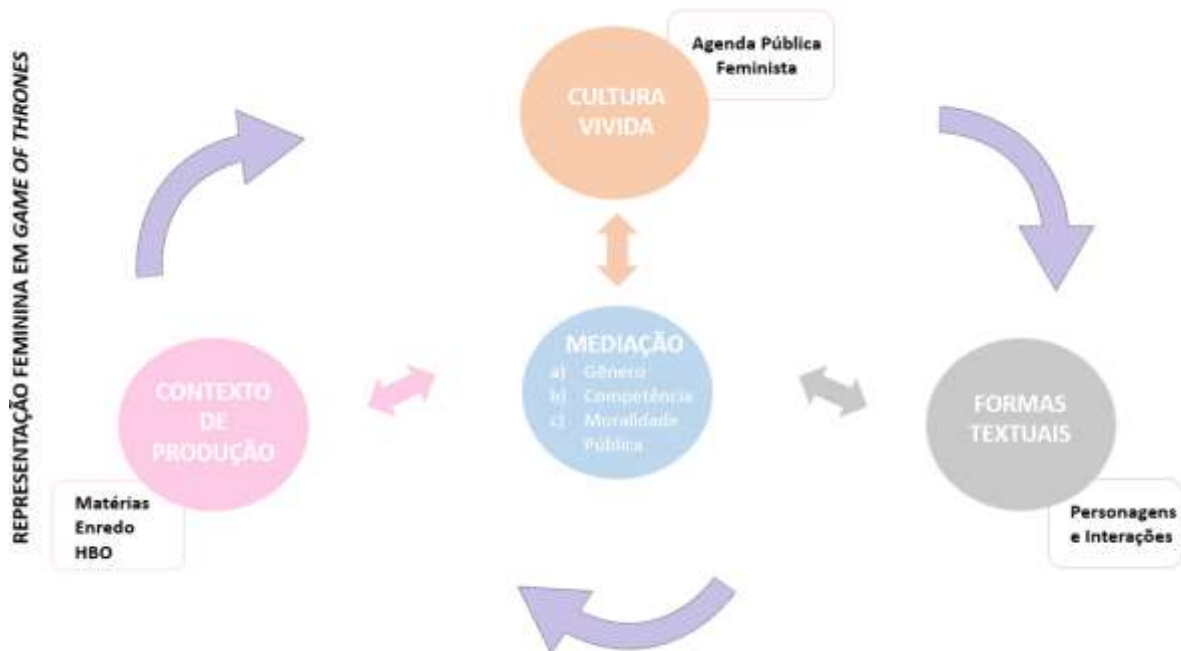 REPRESENTAÇÃO FEMININA EM GAME OF THRONES
CULTURA
VIVIDA
Agenda Pública
Feminista
MEDIAÇÃO
a) Gênero
b) Competência
c) Moralidade
Pública
CONTEXTO
DE
PRODUÇÃO
Matérias
Enredo
HBO
FORMAS
TEXTUAIS
Personagens
e Interações